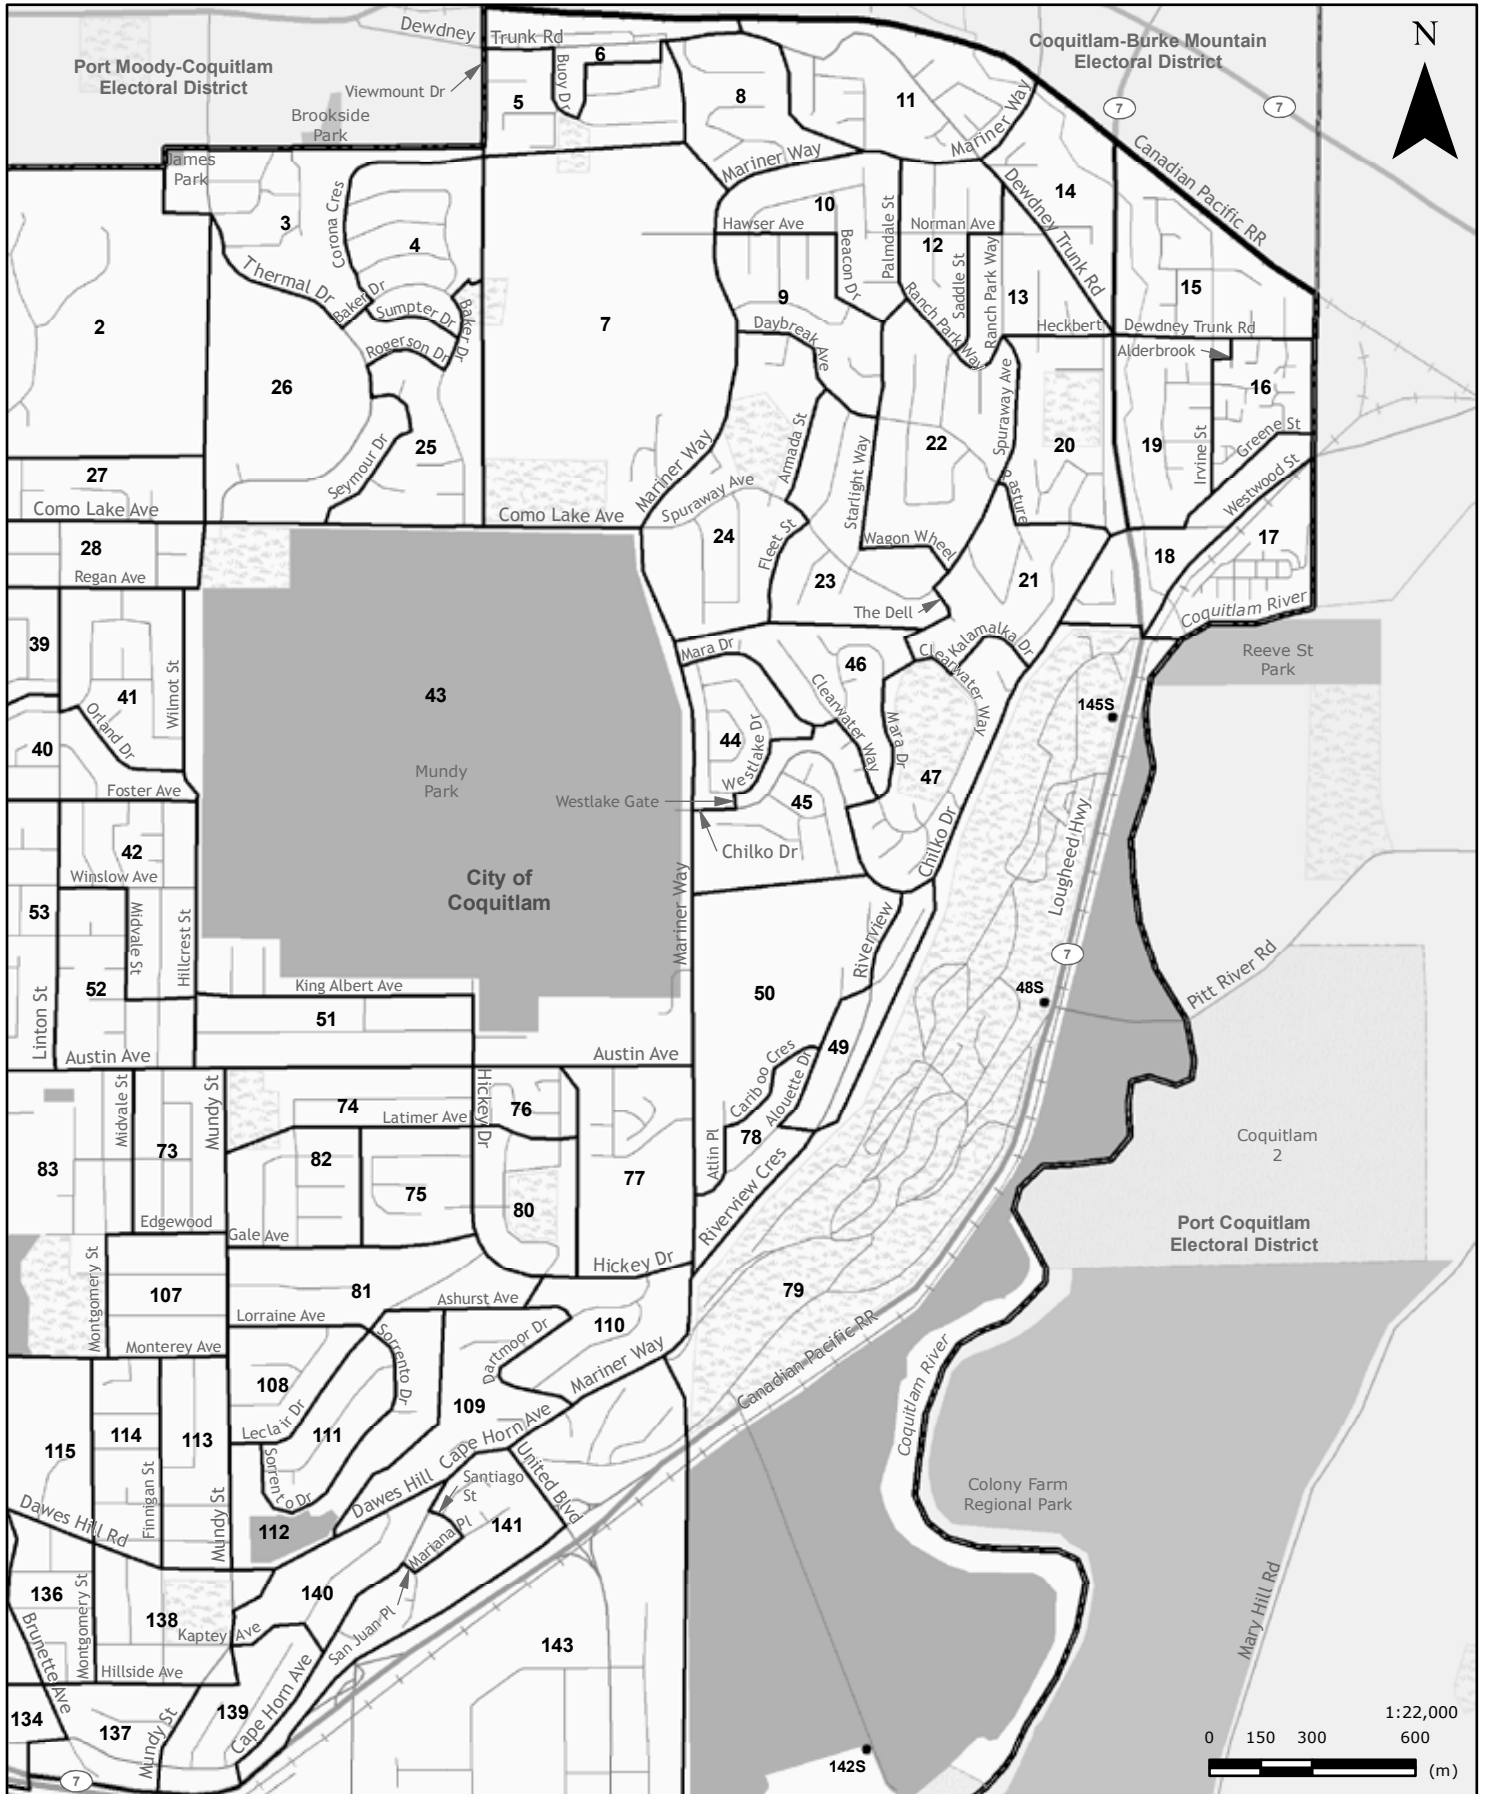 Dewdney
Trunk Rd
Port Moody-Coquitlam
Electoral District
Viewmount Dr
Brookside
Park
James
Park
Coquitlam-Burke Mountain
Electoral District
7
7
N
Canadian Pacific RR
Buoy Dr
6
5
8
11
Mariner Way
Mariner Way
3
Corona Cres
4
Thermal Dr
Baker Dr
Sumpter Dr
Baker Dr
Rogerson Dr
2
26
25
Seymour Dr
27
Como Lake Ave
7
Como Lake Ave
Mariner Way
10
Hawser Ave
Beacon Dr
Palmdale St
9
Daybreak Ave
Norman Ave
12
Saddle St
Ranch Park Way
Ranch Park Way
13
14
Dewdney Trunk Rd
Heckbert
Dewdney Trunk Rd
15
Alderbrook
16
Irvine St
Greene St
Westwood St
19
20
Spuraway Ave
Pasture
22
Armada St
Starlight Way
Spuraway Ave
24
Fleet St
23
Wagon Wheel
The Dell
21
18
17
Coquitlam River
Reeve St
Park
28
Regan Ave
39
41
Wilmot St
Orland Dr
40
Foster Ave
43
Mundy
Park
City of
Coquitlam
Mara Dr
46
Clearwater Way
Kalamalka Dr
Clearwater Way
Mara Dr
47
44
Westlake Dr
Westlake Gate
45
Chilko Dr
Chilko Dr
145S
Lougheed Hwy
7
48S
Pitt River Rd
42
Winslow Ave
53
Midvale St
Hillcrest St
52
Linton St
Austin Ave
King Albert Ave
51
Austin Ave
Mariner Way
50
Riverview
49
Cariboo Cres
Alouette Dr
78
Atlin Pl
Riverview Cres
Coquitlam
2
Port Coquitlam
Electoral District
Midvale St
Mundy St
73
83
Edgewood
74
Latimer Ave
Hickey Dr
76
82
75
80
77
Gale Ave
Hickey Dr
79
Canadian Pacific RR
Coquitlam River
Colony Farm
Regional Park
Montgomery St
107
Monterey Ave
81
Lorraine Ave
Ashurst Ave
110
Dartmoor Dr
Mariner Way
108
Leclair Dr
Sorrento Dr
111
Sorrento Dr
109
Dawes Hill
Cape Horn Ave
112
115
114
113
Finnigan St
Mundy St
Dawes Hill Rd
Santiago
St
United Blvd
141
Mariana Pl
136
Montgomery St
138
Kaptey Ave
140
San Juan Pl
Brunette Ave
Hillside Ave
134
137
Mundy St
139
Cape Horn Ave
7
143
142S
Mary Hill Rd
1:22,000
0 150 300 600
(m)